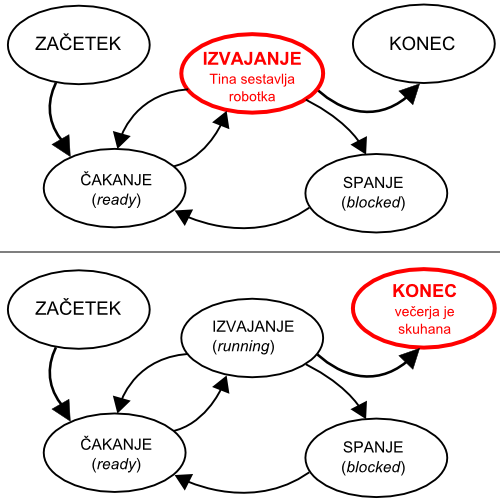 ZAČETEK
IZVAJANJE
Tina sestavlja
robotka
KONEC
ČAKANJE
(ready)
SPANJE
(blocked)
ZAČETEK
IZVAJANJE
(running)
KONEC
večerja je
skuhana
ČAKANJE
(ready)
SPANJE
(blocked)